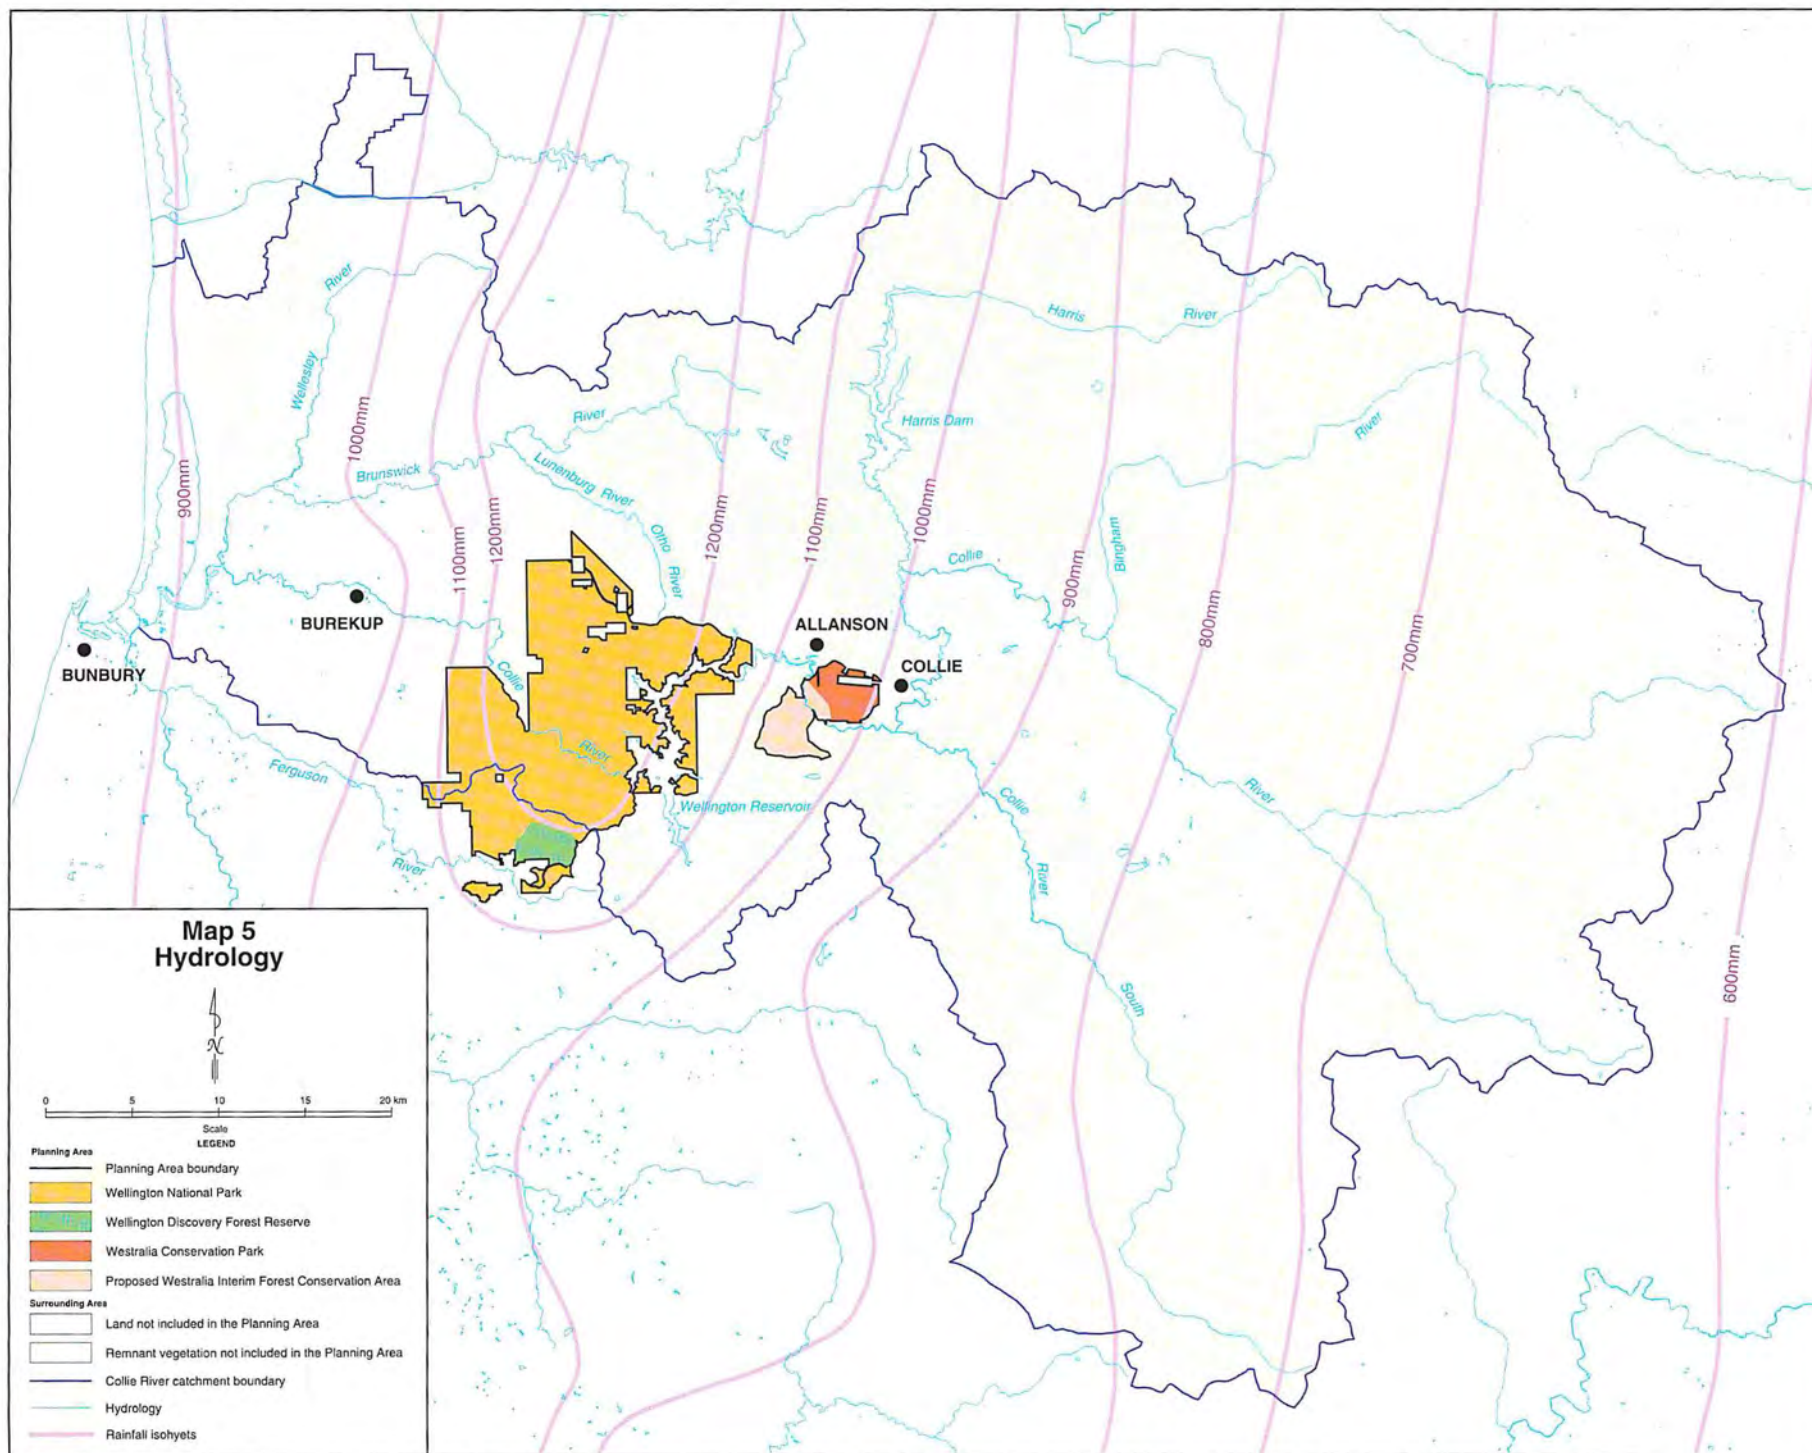 River
Harris
River
Wellesley
1000mm
River
Harris Dam
River
Brunswick
Lunenburg River
900mm
1100mm
1200mm
1200mm
1100mm
1000mm
Otho
River
Collie
Bingham
900mm
800mm
700mm
600mm
BUREKUP
BUNBURY
ALLANSON
COLLIE
Collie
River
Ferguson
River
Wellington Reservoir
Collie
River
South
River
Map 5
Hydrology
N
0 5 10 15 20 km
Scale
LEGEND
Planning Area
Planning Area boundary
Wellington National Park
Wellington Discovery Forest Reserve
Westralia Conservation Park
Proposed Westralia Interim Forest Conservation Area
Surrounding Area
Land not included in the Planning Area
Remnant vegetation not included in the Planning Area
Collie River catchment boundary
Hydrology
Rainfall isohyets